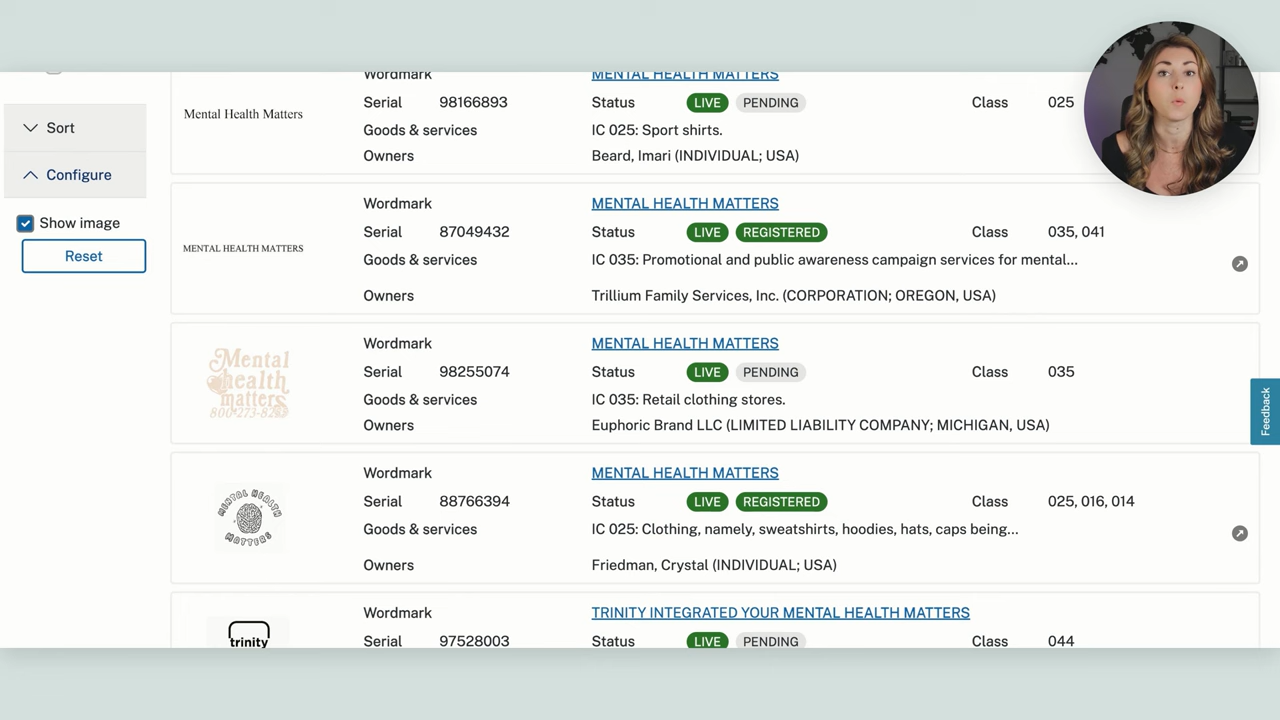 Sort
Configure
Show image
Reset
Wordmark MENTAL HEALTH MATTERS
Mental Health Matters
Serial 98166893 Status LIVE PENDING Class 025
Goods & services IC 025: Sport shirts.
Owners Beard, Imari (INDIVIDUAL; USA)
MENTAL HEALTH MATTERS
Wordmark MENTAL HEALTH MATTERS
Serial 87049432 Status LIVE REGISTERED Class 035, 041
Goods & services IC 035: Promotional and public awareness campaign services for mental...
Owners Trillium Family Services, Inc. (CORPORATION; OREGON, USA)
Mental
health
matters
Wordmark MENTAL HEALTH MATTERS
Serial 98255074 Status LIVE PENDING Class 035
Goods & services IC 035: Retail clothing stores.
Owners Euphoric Brand LLC (LIMITED LIABILITY COMPANY; MICHIGAN, USA)
MENTAL HEALTH
MATTERS
Wordmark MENTAL HEALTH MATTERS
Serial 88766394 Status LIVE REGISTERED Class 025, 016, 014
Goods & services IC 025: Clothing, namely, sweatshirts, hoodies, hats, caps being...
Owners Friedman, Crystal (INDIVIDUAL; USA)
trinity
Wordmark TRINITY INTEGRATED YOUR MENTAL HEALTH MATTERS
Serial 97528003 Status LIVE PENDING Class 044
Feedback